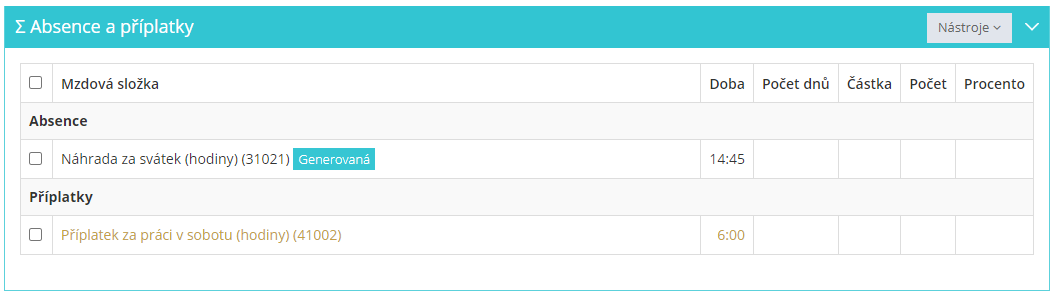 Σ Absence a příplatky Nástroje
Mzdová složka Doba Počet dnů Částka Počet Procento
Absence
Náhrada za svátek (hodiny) (31021) Generovaná 14:45
Příplatky
Příplatek za práci v sobotu (hodiny) (41002) 6:00